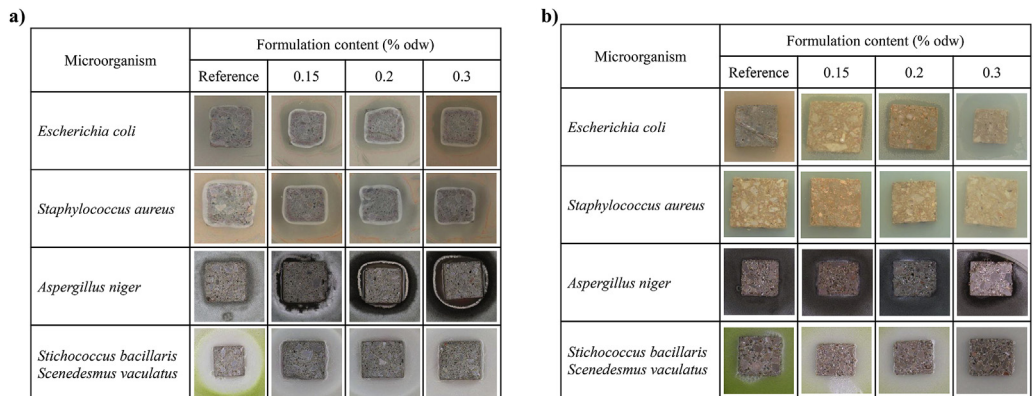 a)
Microorganism
Formulation content (% odw)
Reference 0.15 0.2 0.3
Escherichia coli
Staphylococcus aureus
Aspergillus niger
Stichococcus bacillaris
Scenedesmus vaculatus
b)
Microorganism
Formulation content (% odw)
Reference 0.15 0.2 0.3
Escherichia coli
Staphylococcus aureus
Aspergillus niger
Stichococcus bacillaris
Scenedesmus vaculatus